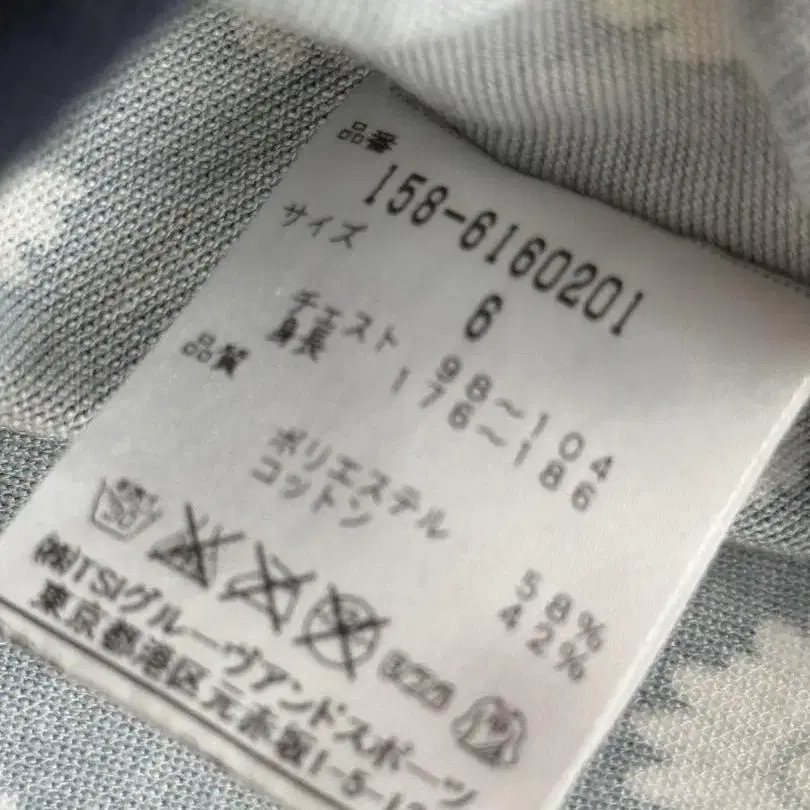 品番
158-6160201
サイズ
6
チェスト 98～104
身長 176～186
品質
ポリエステル 58%
コットン 42%
㈱TSIグルーヴアンドスポーツ
東京都港区元赤坂1-5-12